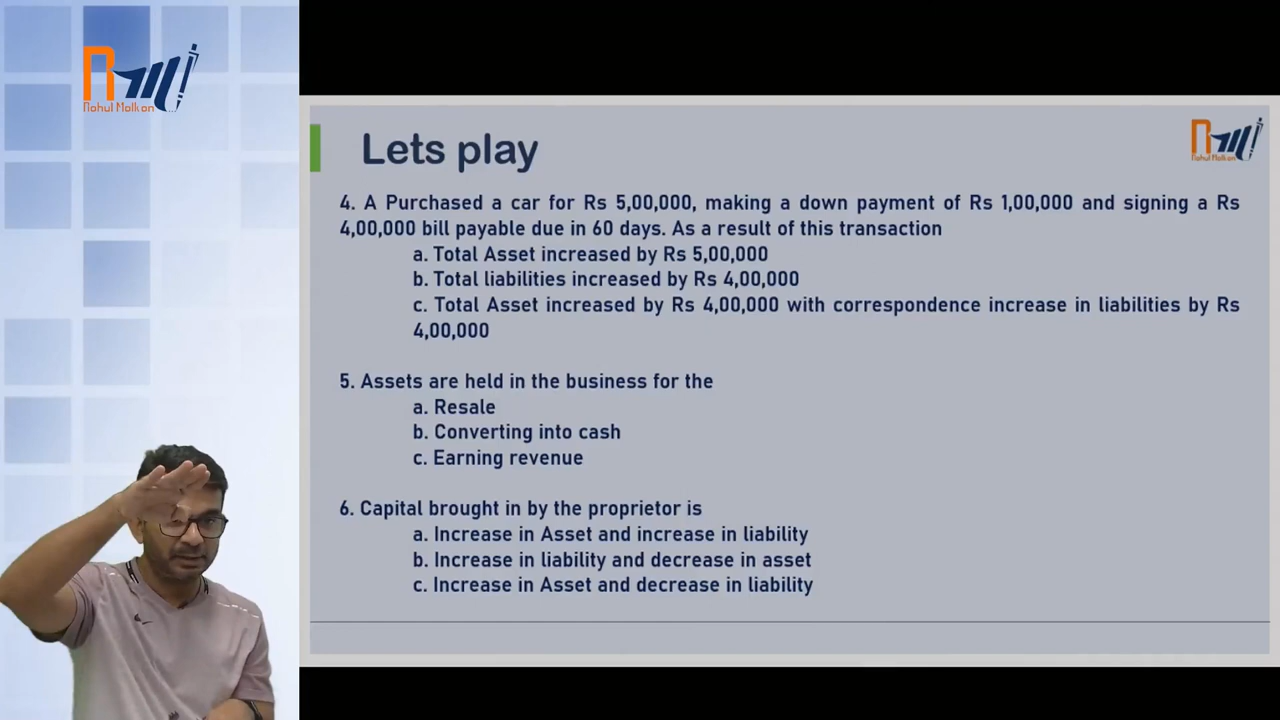 Rahul Malkan
Lets play
Rahul Malkan
4. A Purchased a car for Rs 5,00,000, making a down payment of Rs 1,00,000 and signing a Rs
4,00,000 bill payable due in 60 days. As a result of this transaction
a. Total Asset increased by Rs 5,00,000
b. Total liabilities increased by Rs 4,00,000
c. Total Asset increased by Rs 4,00,000 with correspondence increase in liabilities by Rs
4,00,000
5. Assets are held in the business for the
a. Resale
b. Converting into cash
c. Earning revenue
6. Capital brought in by the proprietor is
a. Increase in Asset and increase in liability
b. Increase in liability and decrease in asset
c. Increase in Asset and decrease in liability